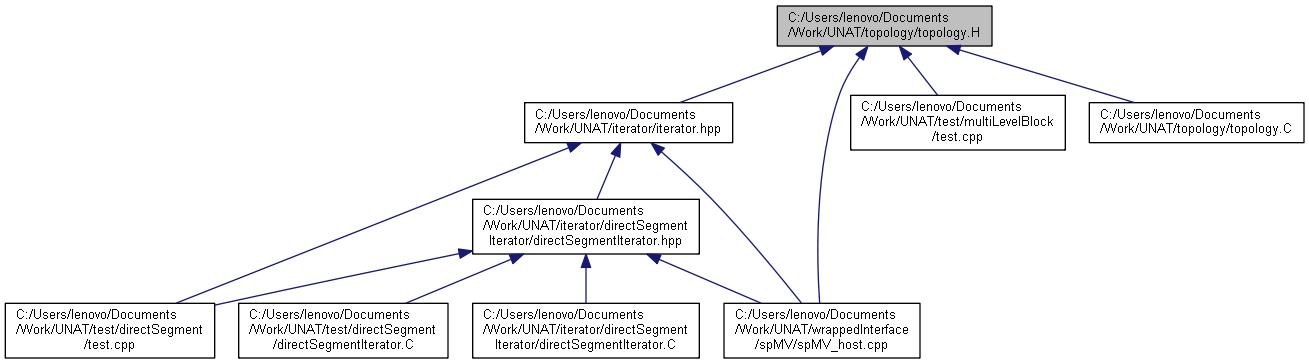 C:/Users/lenovo/Documents
/Work/UNAT/topology/topology.H
C:/Users/lenovo/Documents
/Work/UNAT/iterator/iterator.hpp
C:/Users/lenovo/Documents
/Work/UNAT/test/multiLevelBlock
/test.cpp
C:/Users/lenovo/Documents
/Work/UNAT/topology/topology.C
C:/Users/lenovo/Documents
/Work/UNAT/iterator/directSegment
Iterator/directSegmentIterator.hpp
C:/Users/lenovo/Documents
/Work/UNAT/test/directSegment
/test.cpp
C:/Users/lenovo/Documents
/Work/UNAT/test/directSegment
/directSegmentIterator.C
C:/Users/lenovo/Documents
/Work/UNAT/iterator/directSegment
Iterator/directSegmentIterator.C
C:/Users/lenovo/Documents
/Work/UNAT/wrappedInterface
/spMV/spMV_host.cpp